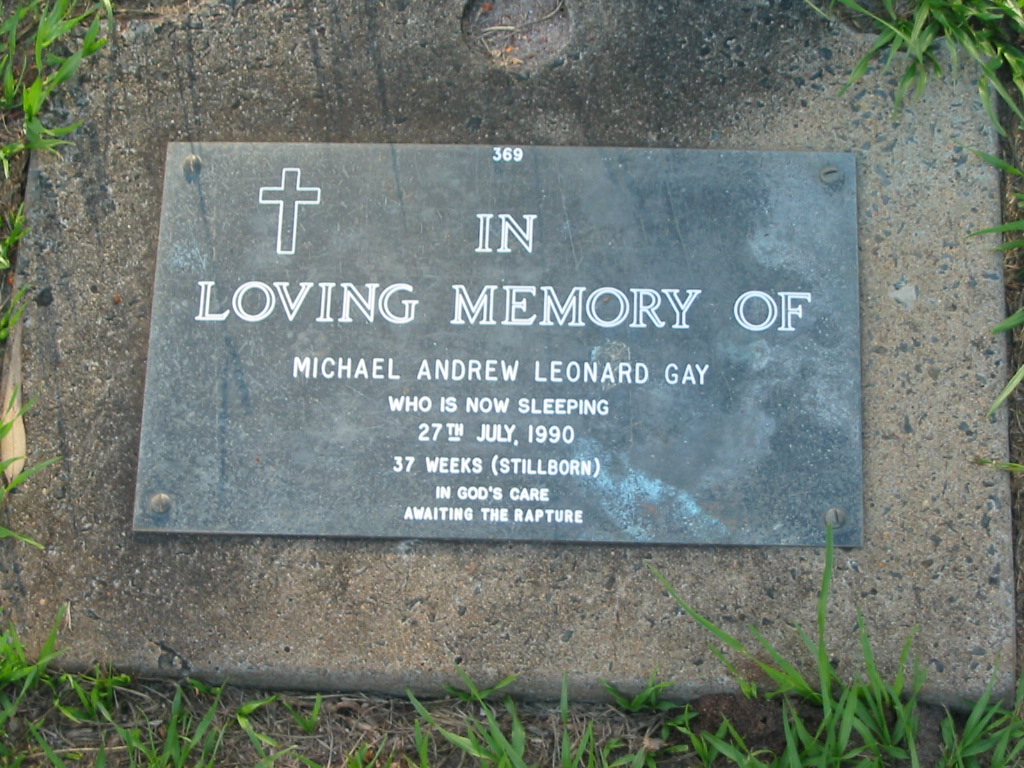 369
IN
LOVING MEMORY OF
MICHAEL ANDREW LEONARD GAY
WHO IS NOW SLEEPING
27TH JULY, 1990
37 WEEKS (STILLBORN)
IN GOD'S CARE
AWAITING THE RAPTURE